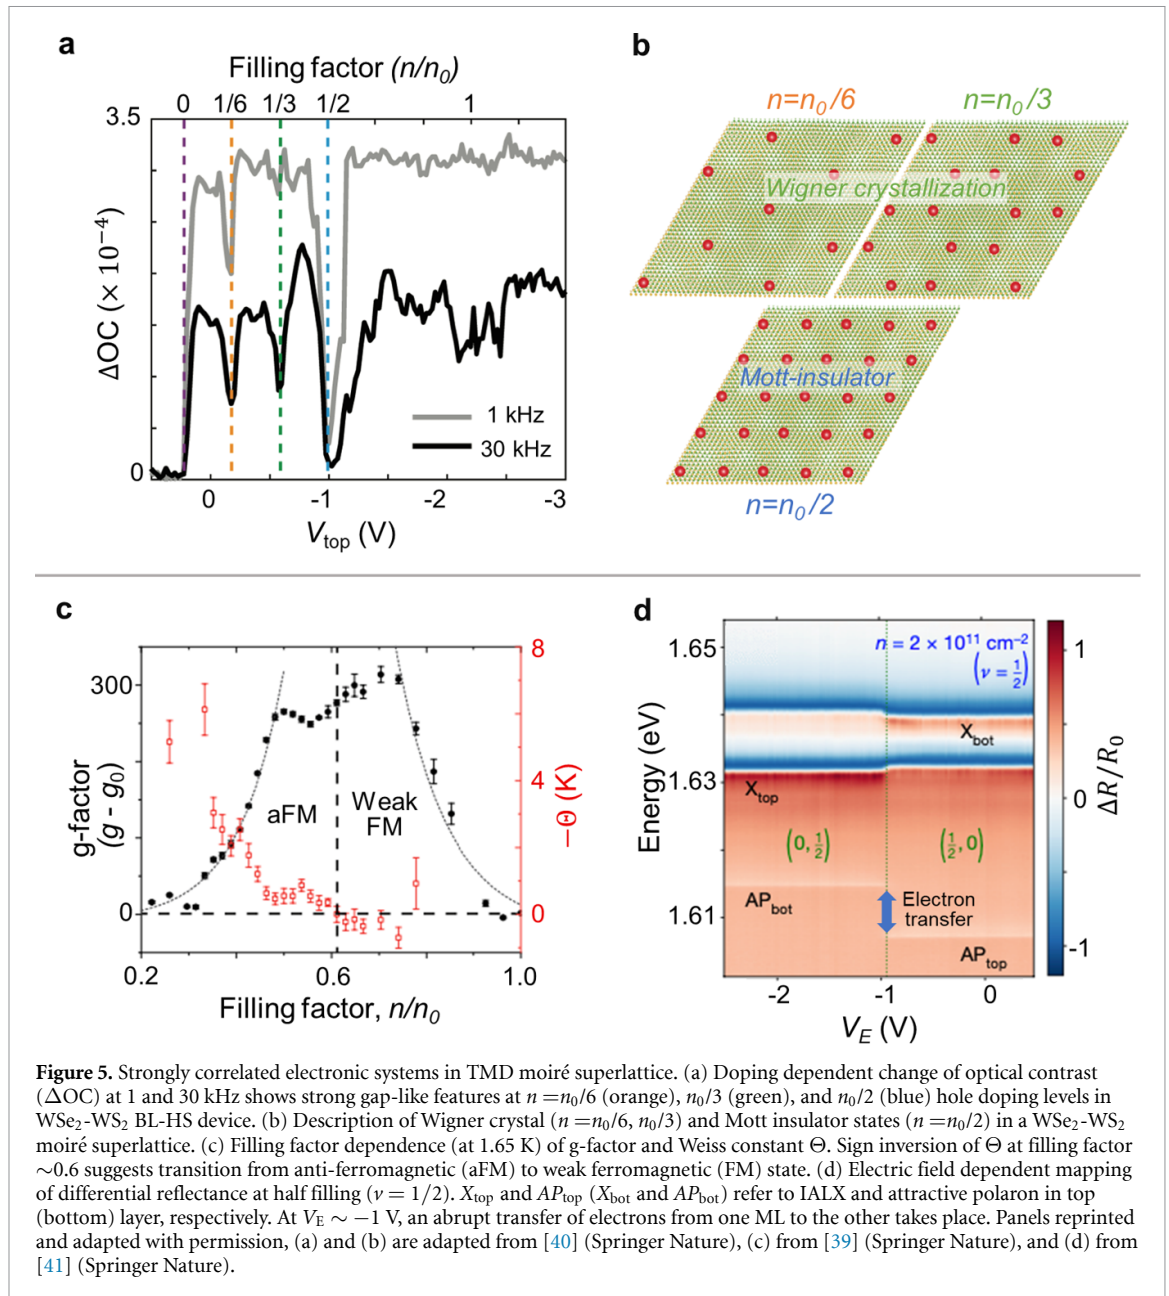 a
Filling factor (n/n₀)
0 1/6 1/3 1/2 1
3.5
ΔOC (× 10⁻⁴)
0
1 kHz
30 kHz
0 -1 -2 -3
V_top (V)
b
n=n₀/6 n=n₀/3
Wigner crystallization
Mott-insulator
n=n₀/2
c
300
0
g-factor
(g - g₀)
aFM
Weak
FM
8
4
0
−Θ (K)
0.2 0.6 1.0
Filling factor, n/n₀
d
1.65
1.63
1.61
Energy (eV)
n = 2 × 10¹¹ cm⁻²
(ν = ½)
X_bot
X_top
(0, ½) (½, 0)
AP_bot
Electron
transfer
AP_top
-2 -1 0
V_E (V)
1
0
-1
ΔR/R₀
Figure 5. Strongly correlated electronic systems in TMD moiré superlattice. (a) Doping dependent change of optical contrast
(ΔOC) at 1 and 30 kHz shows strong gap-like features at n =n₀/6 (orange), n₀/3 (green), and n₀/2 (blue) hole doping levels in
WSe₂-WS₂ BL-HS device. (b) Description of Wigner crystal (n =n₀/6, n₀/3) and Mott insulator states (n =n₀/2) in a WSe₂-WS₂
moiré superlattice. (c) Filling factor dependence (at 1.65 K) of g-factor and Weiss constant Θ. Sign inversion of Θ at filling factor
∼0.6 suggests transition from anti-ferromagnetic (aFM) to weak ferromagnetic (FM) state. (d) Electric field dependent mapping
of differential reflectance at half filling (ν = 1/2). X_top and AP_top (X_bot and AP_bot) refer to IALX and attractive polaron in top
(bottom) layer, respectively. At V_E ∼ −1 V, an abrupt transfer of electrons from one ML to the other takes place. Panels reprinted
and adapted with permission, (a) and (b) are adapted from [40] (Springer Nature), (c) from [39] (Springer Nature), and (d) from
[41] (Springer Nature).